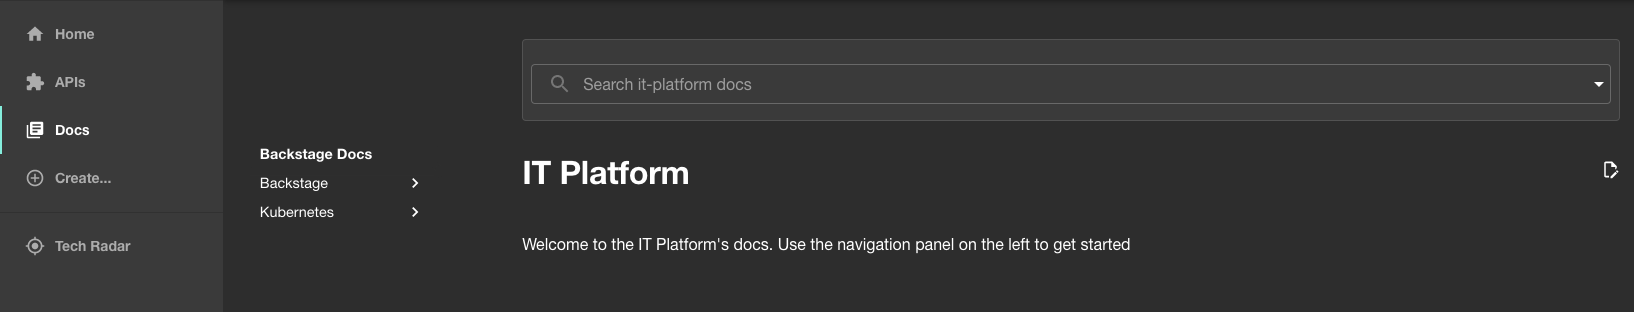 Home
APIs
Docs
Create...
Tech Radar
Search it-platform docs
Backstage Docs
Backstage
Kubernetes
IT Platform
Welcome to the IT Platform's docs. Use the navigation panel on the left to get started